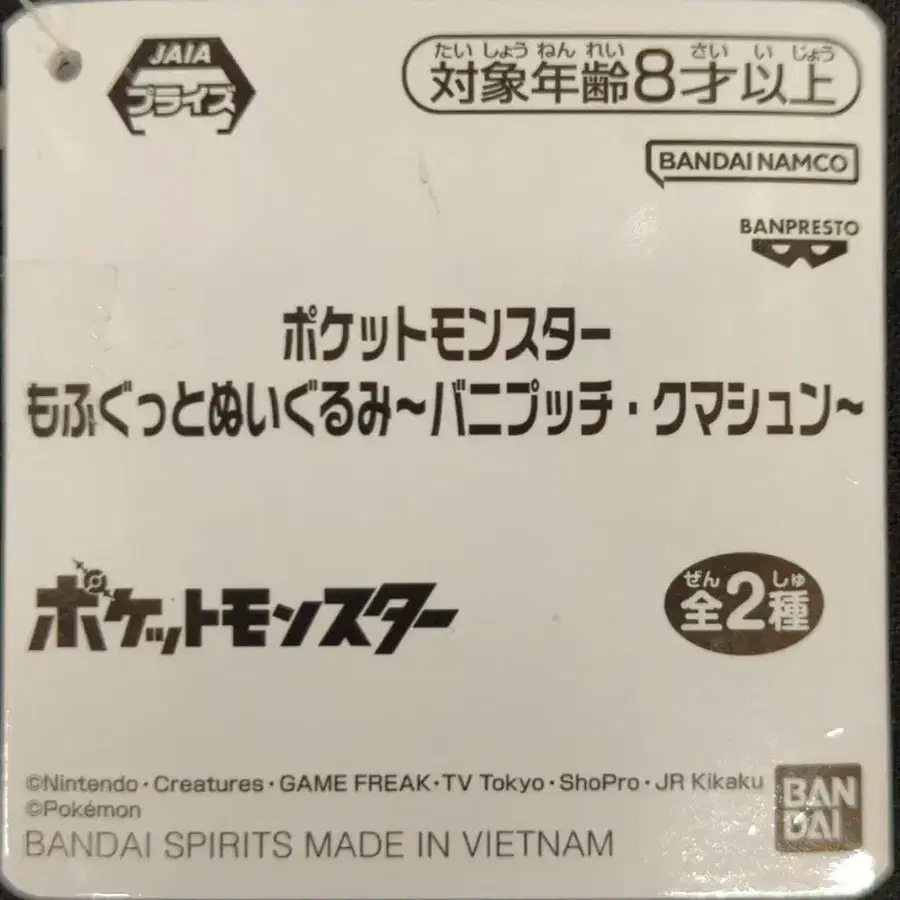 JAIA
プライズ
たいしょうねんれい さいいじょう
対象年齢8才以上
BANDAI NAMCO
BANPRESTO
ポケットモンスター
もふぐっとぬいぐるみ～バニプッチ・クマシュン～
ポケットモンスター
ぜん しゅ
全2種
©Nintendo・Creatures・GAME FREAK・TV Tokyo・ShoPro・JR Kikaku
©Pokémon
BANDAI SPIRITS MADE IN VIETNAM
BAN
DAI